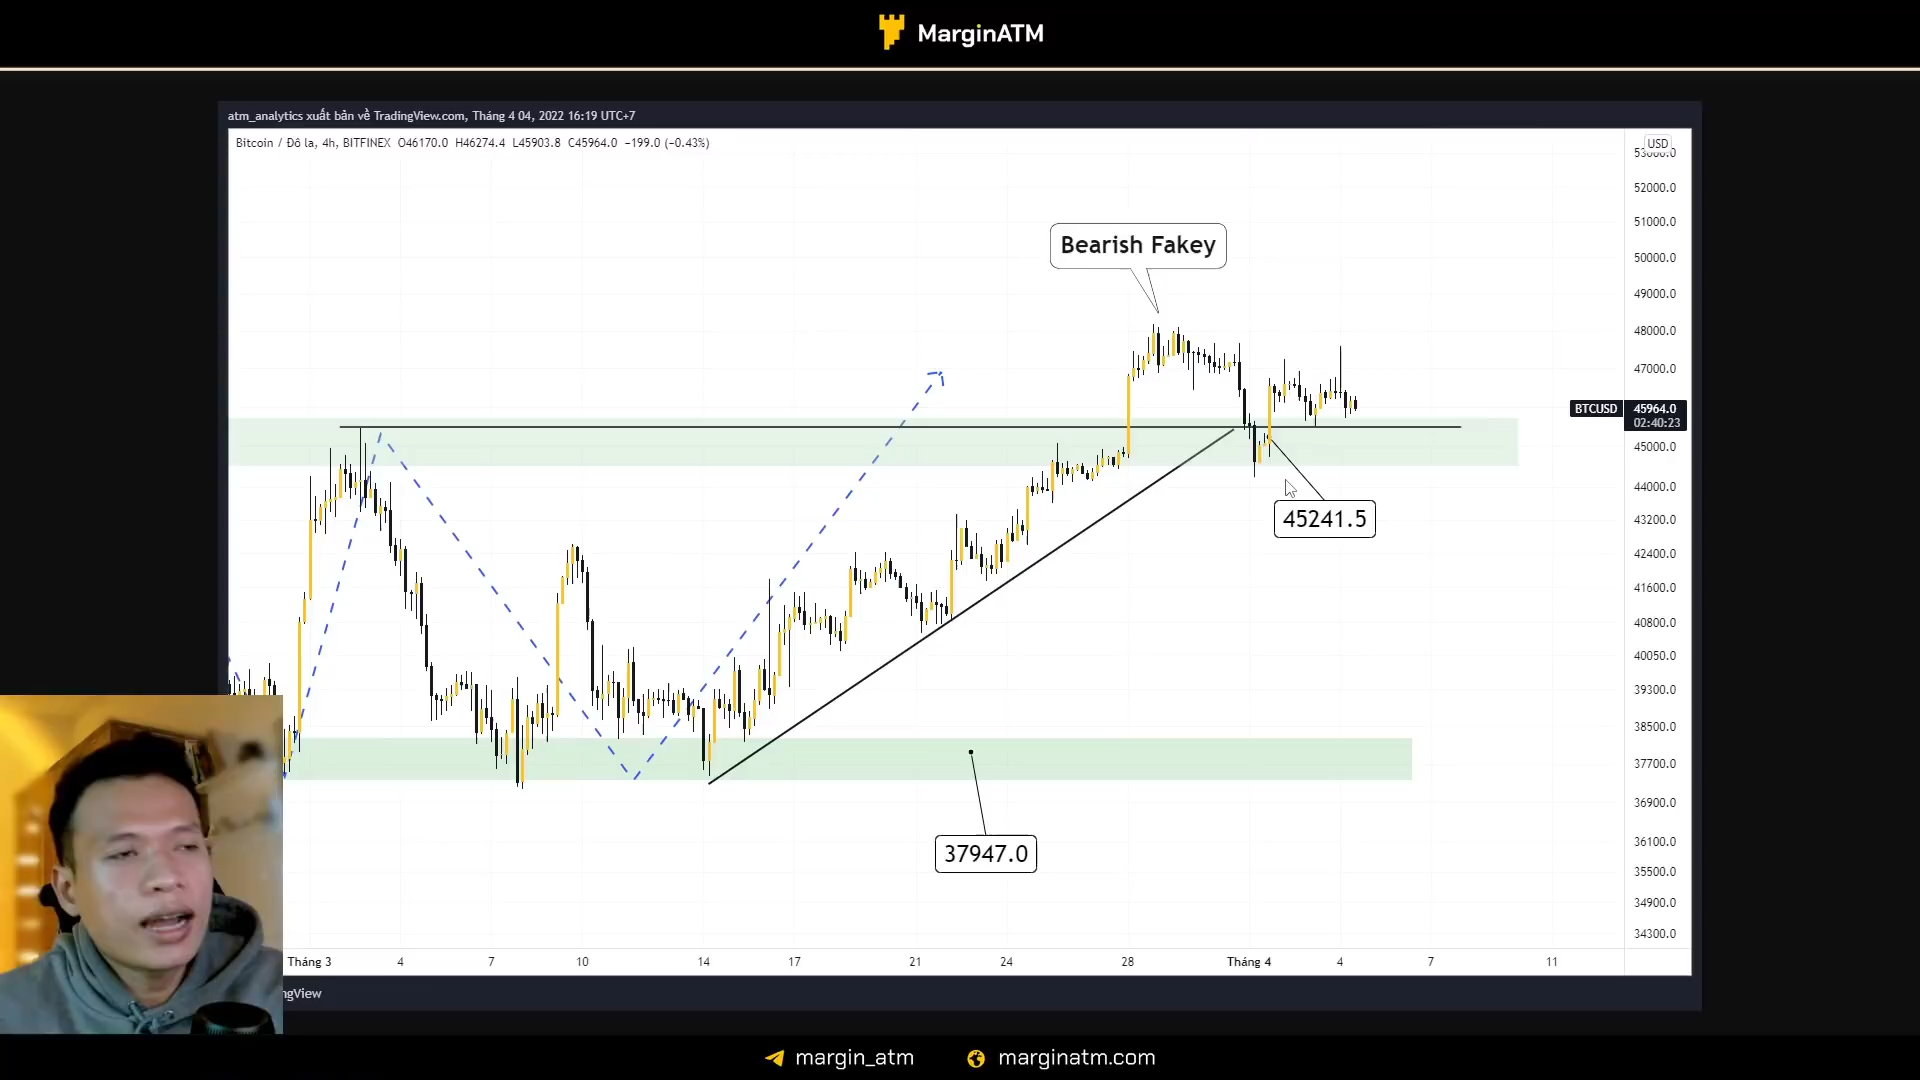 MarginATM
atm_analytics xuất bản về TradingView.com, Tháng 4 04, 2022 16:19 UTC+7
Bitcoin / Đô la, 4h, BITFINEX O46170.0 H46274.4 L45903.8 C45964.0 −199.0 (−0.43%)
USD
53000.0
52000.0
51000.0
Bearish Fakey
50000.0
49000.0
48000.0
47000.0
BTCUSD 45964.0
02:40:23
45000.0
44000.0
45241.5
43200.0
42400.0
41600.0
40800.0
40050.0
39300.0
38500.0
37700.0
36900.0
37947.0
36100.0
35500.0
34900.0
34300.0
Tháng 3 4 7 10 14 17 21 24 28 Tháng 4 4 7 11
ngView
margin_atm marginatm.com